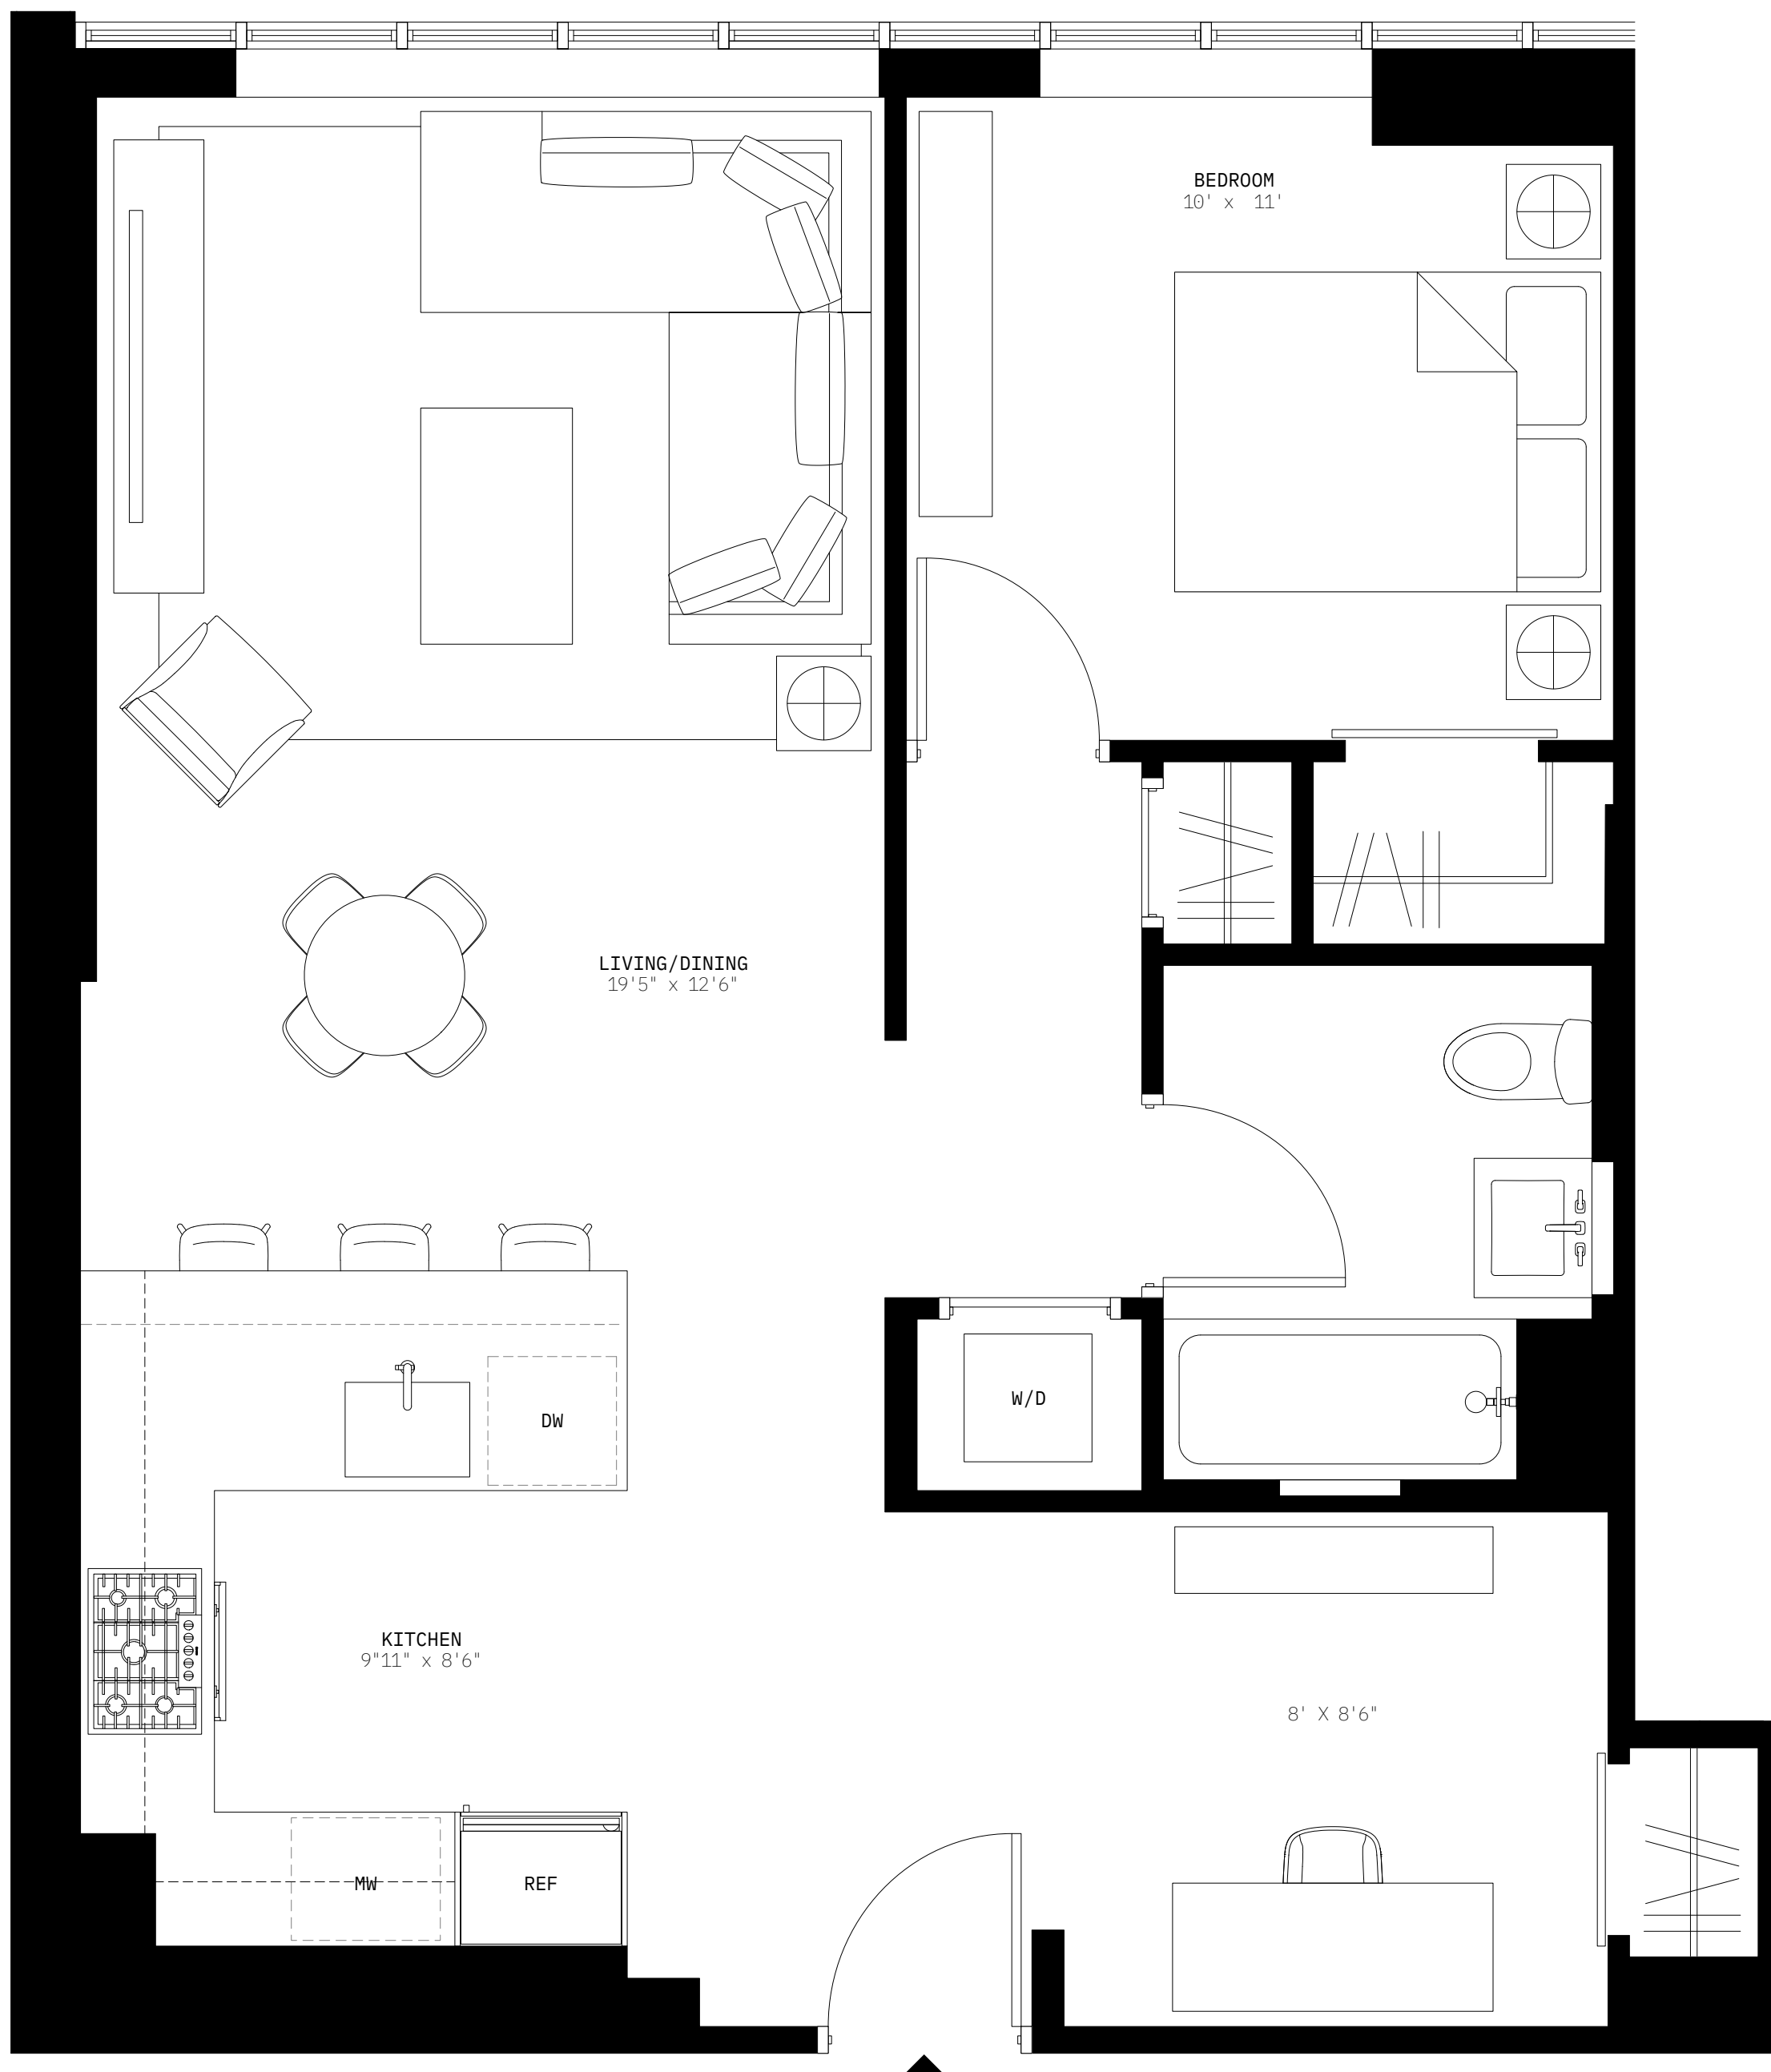 BEDROOM
10' x 11'
LIVING/DINING
19'5" x 12'6"
W/D
DW
KITCHEN
9"11" x 8'6"
8' X 8'6"
MW
REF